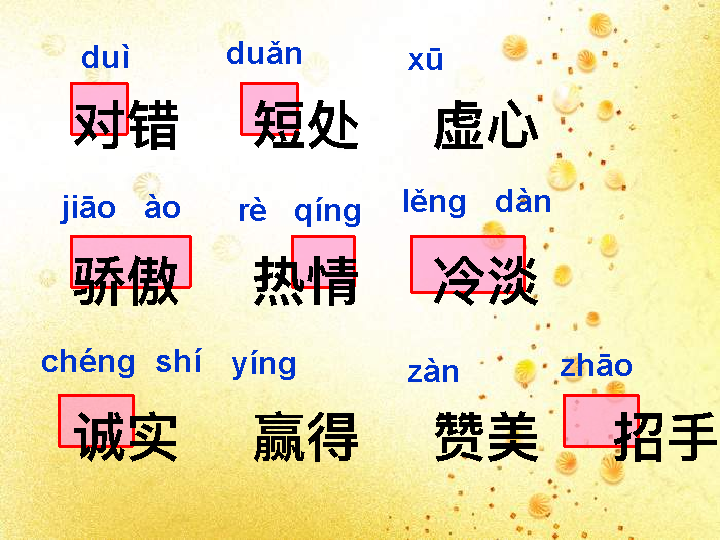 duì duǎn xū
对错 短处 虚心
jiāo ào rè qíng lěng dàn
骄傲 热情 冷淡
chéng shí yíng zàn zhāo
诚实 赢得 赞美 招手